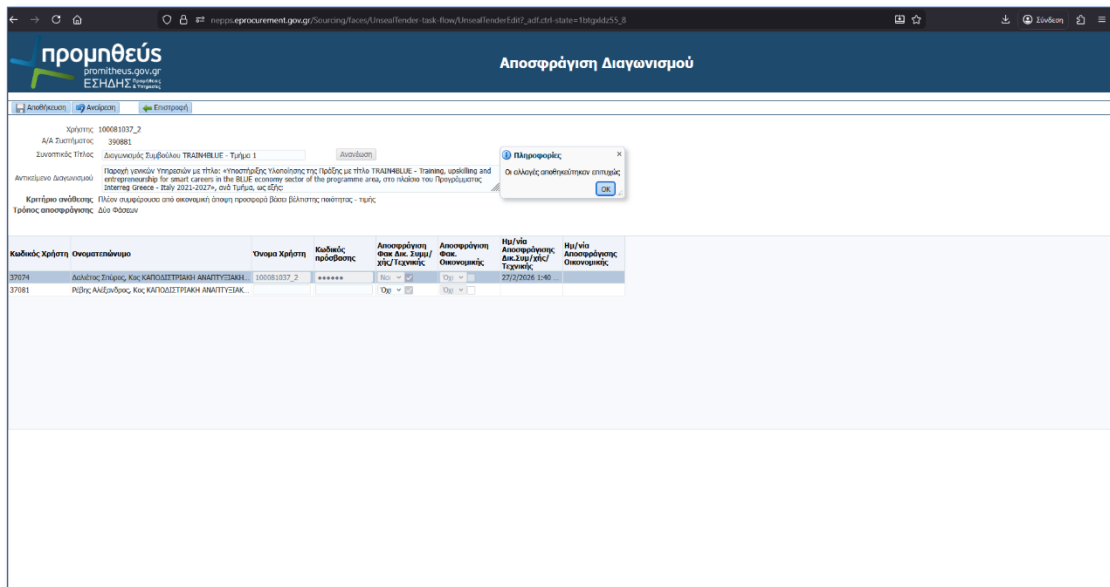 nepps.eprocurement.gov.gr/Sourcing/faces/UnsealTender-task-flow/UnsealTenderEdit?_adf.ctrl-state=1btgxldz55_8
Σύνδεση
προμηθεύς
promitheus.gov.gr
ΕΣΗΔΗΣ Προμήθειες & Υπηρεσίες
Αποσφράγιση Διαγωνισμού
Αποθήκευση Αναίρεση Επιστροφή
Χρήστης 100081037_2
Α/Α Συστήματος 390881
Συνοπτικός Τίτλος Διαγωνισμός Συμβούλου TRAIN4BLUE - Τμήμα 1 Ανανέωση
Αντικείμενο Διαγωνισμού Παροχή γενικών Υπηρεσιών με τίτλο: «Υποστήριξης Υλοποίησης της Πράξης με τίτλο TRAIN4BLUE - Training, upskilling and
entrepreneurship for smart careers in the BLUE economy sector of the programme area, στο πλαίσιο του Προγράμματος
Interreg Greece - Italy 2021-2027», ανά Τμήμα, ως εξής:
Κριτήριο ανάθεσης Πλέον συμφέρουσα από οικονομική άποψη προσφορά βάσει βέλτιστης ποιότητας - τιμής
Τρόπος αποσφράγισης Δύο Φάσεων
Πληροφορίες
Οι αλλαγές αποθηκεύτηκαν επιτυχώς
OK
Κωδικός Χρήστη Ονοματεπώνυμο Όνομα Χρήστη Κωδικός πρόσβασης Αποσφράγιση Φακ Δικ. Συμμ/χής/Τεχνικής Αποσφράγιση Φακ. Οικονομικής Ημ/νία Αποσφράγισης Δικ.Συμ/χής/Τεχνικής Ημ/νία Αποσφράγισης Οικονομικής
37074 Δαλιέτος Σπύρος, Κος ΚΑΠΟΔΙΣΤΡΙΑΚΗ ΑΝΑΠΤΥΞΙΑΚΗ... 100081037_2 •••••• Ναι Όχι 27/2/2026 1:40 ...
37081 Ρέβης Αλέξανδρος, Κος ΚΑΠΟΔΙΣΤΡΙΑΚΗ ΑΝΑΠΤΥΞΙΑΚ... Όχι Όχι